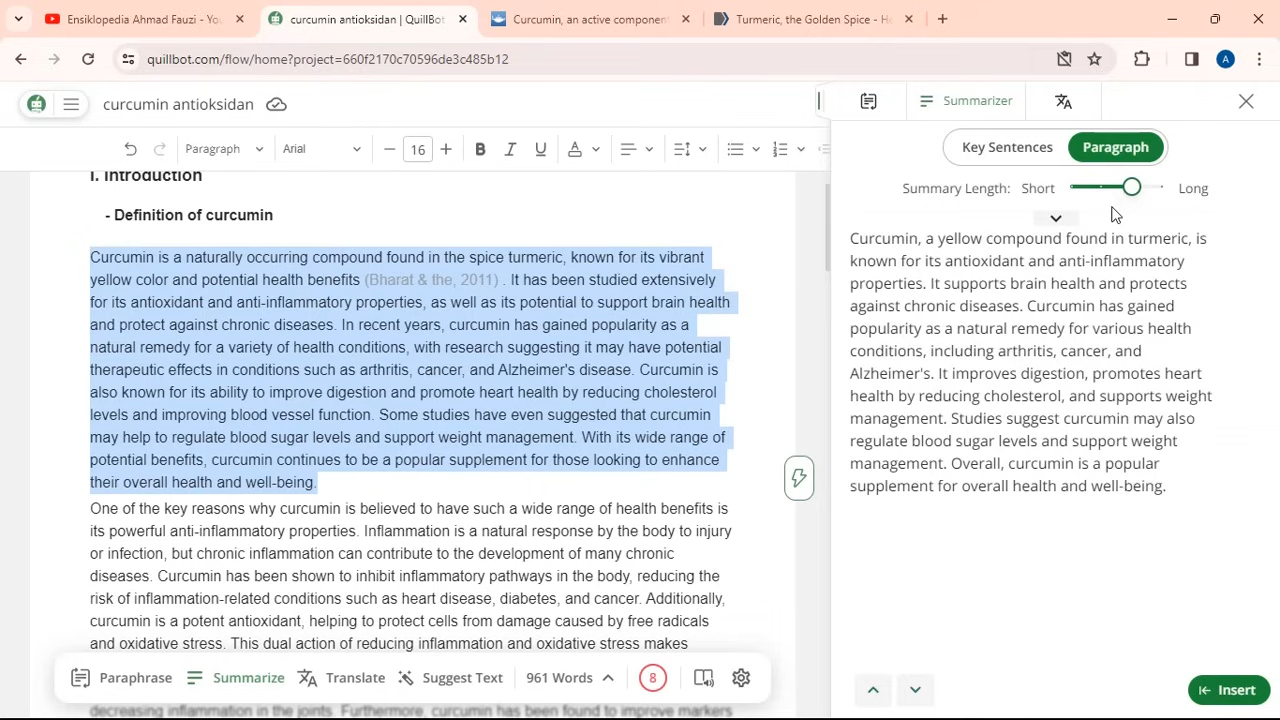 Ensiklopedia Ahmad Fauzi - You
curcumin antioksidan | QuillBot
Curcumin, an active component
Turmeric, the Golden Spice - He
quillbot.com/flow/home?project=660f2170c70596de3c485b12
A
curcumin antioksidan
Paragraph
Arial
16
B
I
U
A
I. Introduction
- Definition of curcumin
Curcumin is a naturally occurring compound found in the spice turmeric, known for its vibrant
yellow color and potential health benefits (Bharat & the, 2011) . It has been studied extensively
for its antioxidant and anti-inflammatory properties, as well as its potential to support brain health
and protect against chronic diseases. In recent years, curcumin has gained popularity as a
natural remedy for a variety of health conditions, with research suggesting it may have potential
therapeutic effects in conditions such as arthritis, cancer, and Alzheimer's disease. Curcumin is
also known for its ability to improve digestion and promote heart health by reducing cholesterol
levels and improving blood vessel function. Some studies have even suggested that curcumin
may help to regulate blood sugar levels and support weight management. With its wide range of
potential benefits, curcumin continues to be a popular supplement for those looking to enhance
their overall health and well-being.
One of the key reasons why curcumin is believed to have such a wide range of health benefits is
its powerful anti-inflammatory properties. Inflammation is a natural response by the body to injury
or infection, but chronic inflammation can contribute to the development of many chronic
diseases. Curcumin has been shown to inhibit inflammatory pathways in the body, reducing the
risk of inflammation-related conditions such as heart disease, diabetes, and cancer. Additionally,
curcumin is a potent antioxidant, helping to protect cells from damage caused by free radicals
and oxidative stress. This dual action of reducing inflammation and oxidative stress makes
Paraphrase
Summarize
Translate
Suggest Text
961 Words
8
decreasing inflammation in the joints. Furthermore, curcumin has been found to improve markers
Summarizer
Key Sentences
Paragraph
Summary Length: Short
Long
Curcumin, a yellow compound found in turmeric, is
known for its antioxidant and anti-inflammatory
properties. It supports brain health and protects
against chronic diseases. Curcumin has gained
popularity as a natural remedy for various health
conditions, including arthritis, cancer, and
Alzheimer's. It improves digestion, promotes heart
health by reducing cholesterol, and supports weight
management. Studies suggest curcumin may also
regulate blood sugar levels and support weight
management. Overall, curcumin is a popular
supplement for overall health and well-being.
Insert